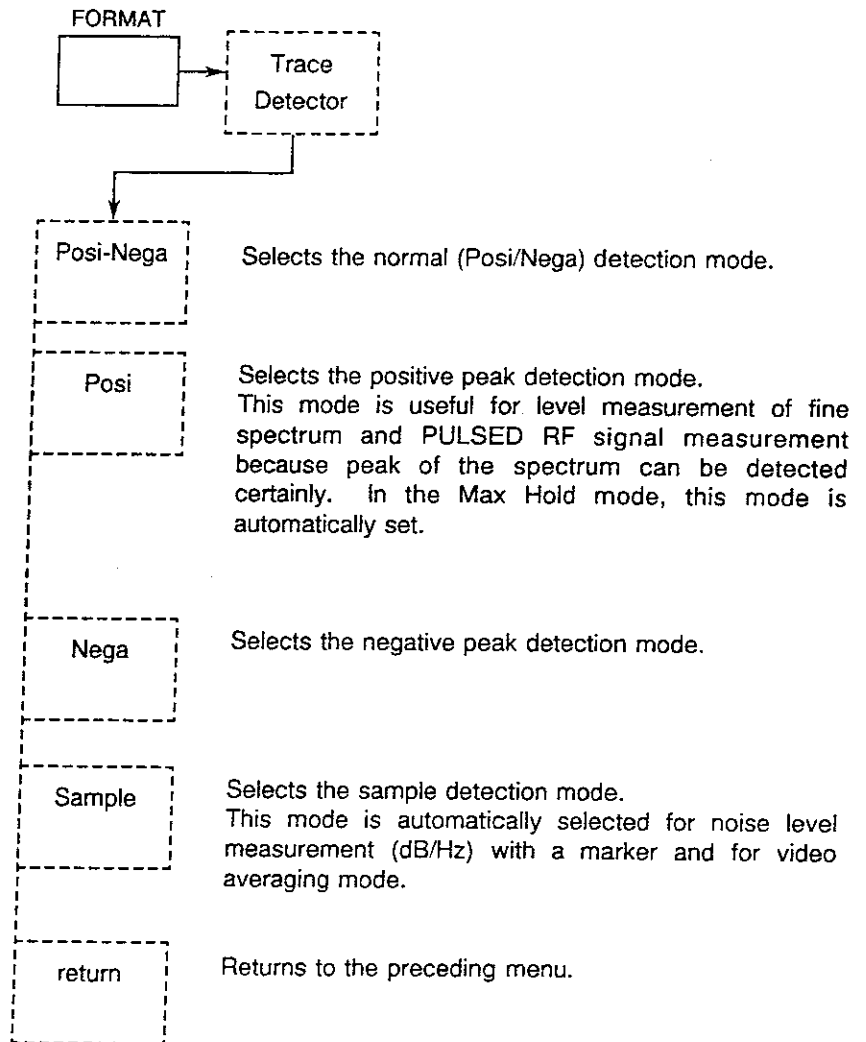 FORMAT
Trace
Detector
Posi-Nega
Selects the normal (Posi/Nega) detection mode.
Posi
Selects the positive peak detection mode.
This mode is useful for level measurement of fine
spectrum and PULSED RF signal measurement
because peak of the spectrum can be detected
certainly. In the Max Hold mode, this mode is
automatically set.
Nega
Selects the negative peak detection mode.
Sample
Selects the sample detection mode.
This mode is automatically selected for noise level
measurement (dB/Hz) with a marker and for video
averaging mode.
return
Returns to the preceding menu.